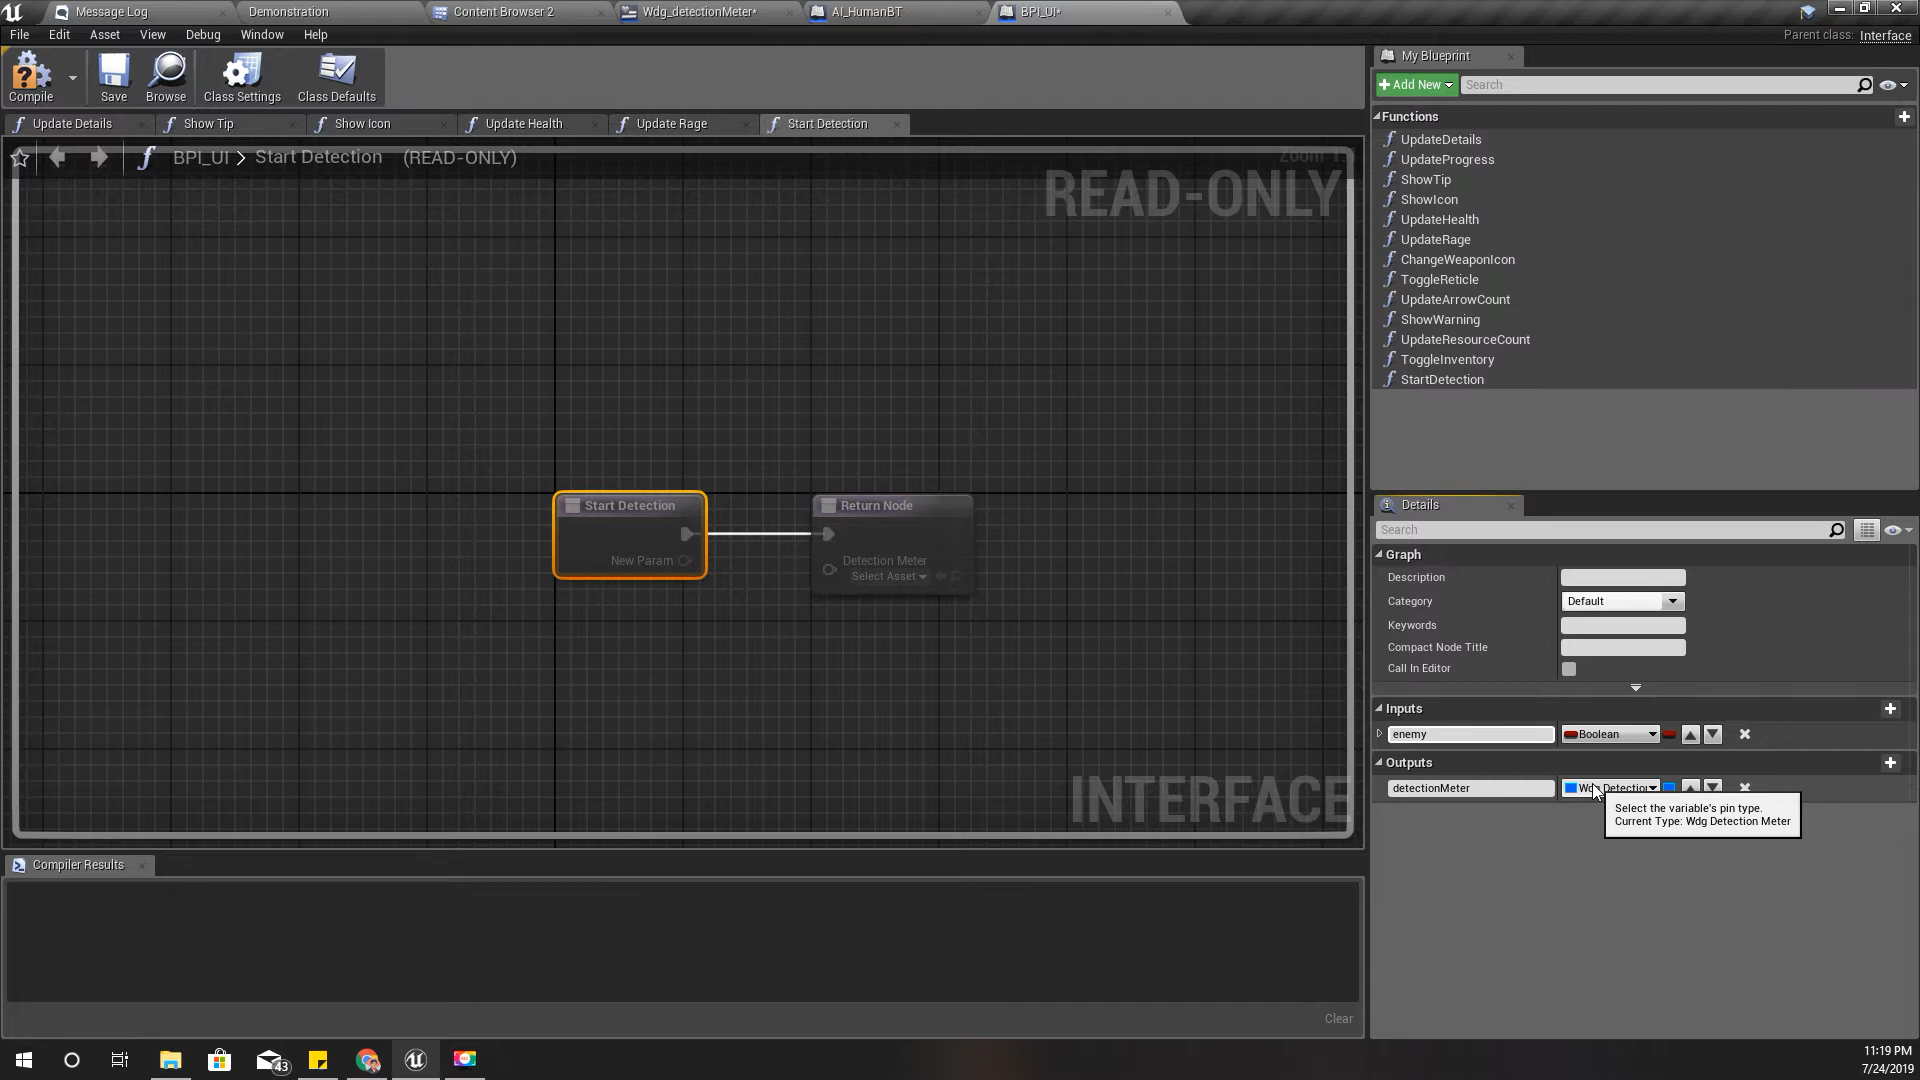 Message Log
Demonstration
Content Browser 2
Wdg_detectionMeter*
AI_HumanBT
BPI_UI*
File Edit Asset View Debug Window Help
Parent class: Interface
Compile
Save
Browse
Class Settings
Class Defaults
My Blueprint
Add New
Search
Update Details
Show Tip
Show Icon
Update Health
Update Rage
Start Detection
BPI_UI > Start Detection (READ-ONLY)
READ-ONLY
Functions
UpdateDetails
UpdateProgress
ShowTip
ShowIcon
UpdateHealth
UpdateRage
ChangeWeaponIcon
ToggleReticle
UpdateArrowCount
ShowWarning
UpdateResourceCount
ToggleInventory
StartDetection
Start Detection
New Param
Return Node
Detection Meter
Select Asset
INTERFACE
Details
Search
Graph
Description
Category Default
Keywords
Compact Node Title
Call In Editor
Inputs
enemy Boolean
Outputs
detectionMeter
Select the variable's pin type.
Current Type: Wdg Detection Meter
Compiler Results
Clear
43
11:19 PM
7/24/2019